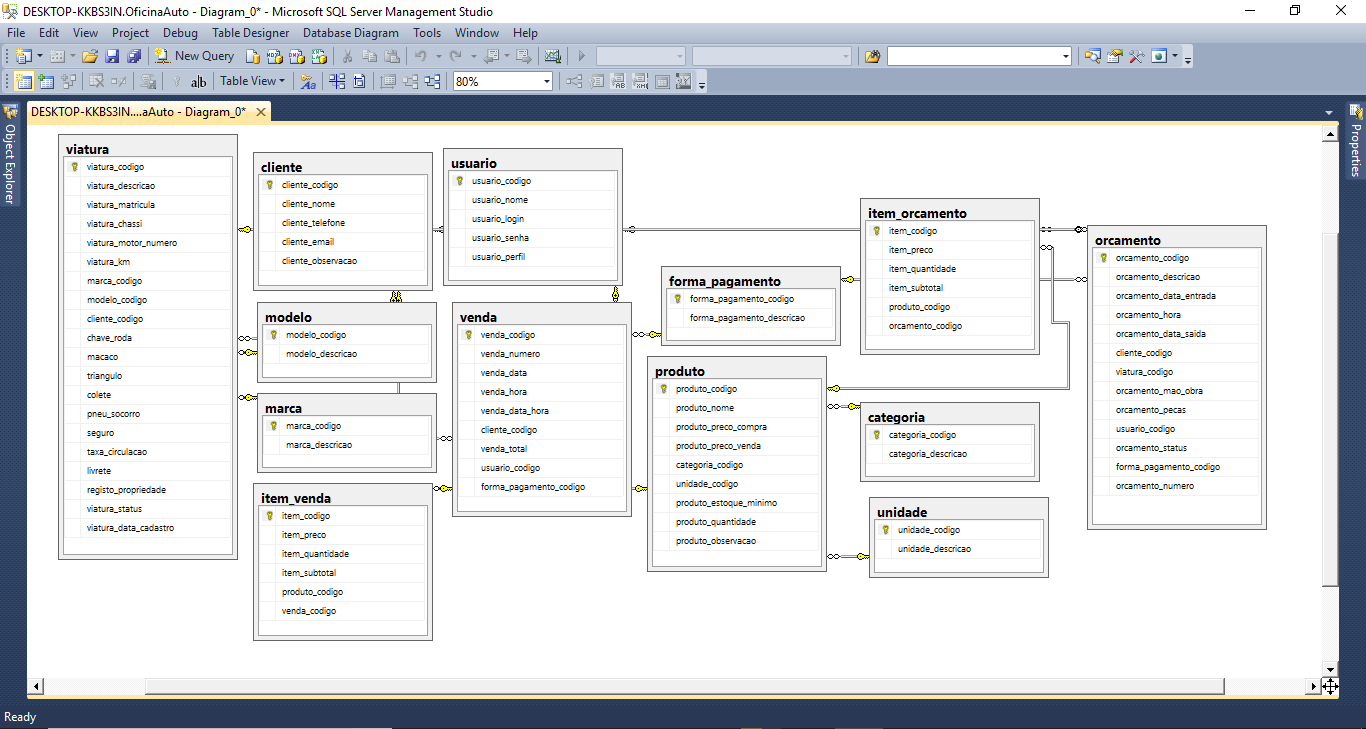 DESKTOP-KKBS3IN.OficinaAuto - Diagram_0* - Microsoft SQL Server Management Studio
File Edit View Project Debug Table Designer Database Diagram Tools Window Help
New Query
ab Table View 80%
DESKTOP-KKBS3IN....aAuto - Diagram_0*
Object Explorer
Properties
viatura
viatura_codigo
viatura_descricao
viatura_matricula
viatura_chassi
viatura_motor_numero
viatura_km
marca_codigo
modelo_codigo
cliente_codigo
chave_roda
macaco
triangulo
colete
pneu_socorro
seguro
taxa_circulacao
livrete
registo_propriedade
viatura_status
viatura_data_cadastro
cliente
cliente_codigo
cliente_nome
cliente_telefone
cliente_email
cliente_observacao
modelo
modelo_codigo
modelo_descricao
marca
marca_codigo
marca_descricao
item_venda
item_codigo
item_preco
item_quantidade
item_subtotal
produto_codigo
venda_codigo
usuario
usuario_codigo
usuario_nome
usuario_login
usuario_senha
usuario_perfil
venda
venda_codigo
venda_numero
venda_data
venda_hora
venda_data_hora
cliente_codigo
venda_total
usuario_codigo
forma_pagamento_codigo
forma_pagamento
forma_pagamento_codigo
forma_pagamento_descricao
produto
produto_codigo
produto_nome
produto_preco_compra
produto_preco_venda
categoria_codigo
unidade_codigo
produto_estoque_minimo
produto_quantidade
produto_observacao
item_orcamento
item_codigo
item_preco
item_quantidade
item_subtotal
produto_codigo
orcamento_codigo
categoria
categoria_codigo
categoria_descricao
unidade
unidade_codigo
unidade_descricao
orcamento
orcamento_codigo
orcamento_descricao
orcamento_data_entrada
orcamento_hora
orcamento_data_saida
cliente_codigo
viatura_codigo
orcamento_mao_obra
orcamento_pecas
usuario_codigo
orcamento_status
forma_pagamento_codigo
orcamento_numero
Ready